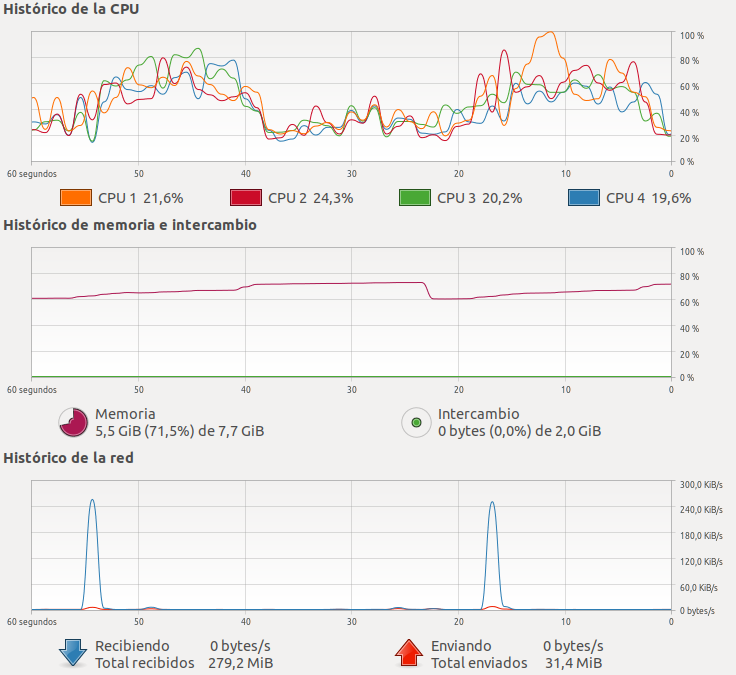 Histórico de la CPU
100 %
80 %
60 %
40 %
20 %
0 %
60 segundos 50 40 30 20 10 0
CPU 1 21,6% CPU 2 24,3% CPU 3 20,2% CPU 4 19,6%
Histórico de memoria e intercambio
100 %
80 %
60 %
40 %
20 %
0 %
60 segundos 50 40 30 20 10 0
Memoria
5,5 GiB (71,5%) de 7,7 GiB
Intercambio
0 bytes (0,0%) de 2,0 GiB
Histórico de la red
300,0 KiB/s
240,0 KiB/s
180,0 KiB/s
120,0 KiB/s
60,0 KiB/s
0 bytes/s
60 segundos 50 40 30 20 10 0
Recibiendo 0 bytes/s
Total recibidos 279,2 MiB
Enviando 0 bytes/s
Total enviados 31,4 MiB